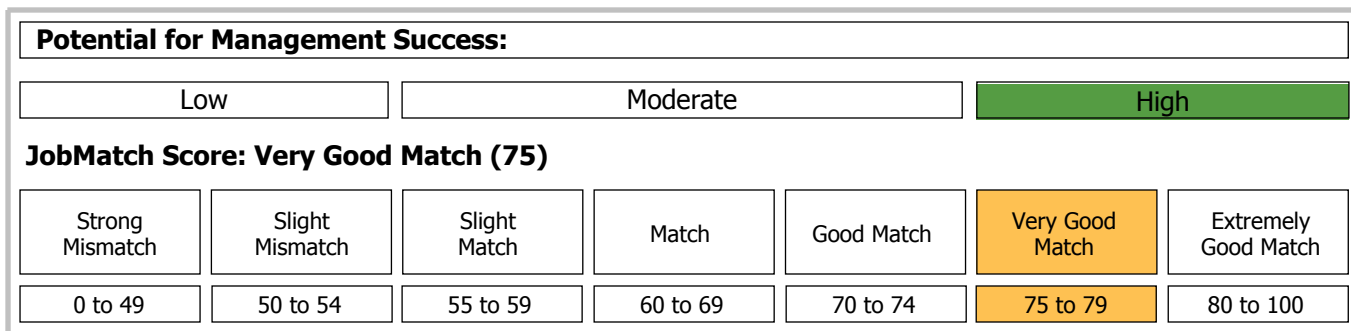 Potential for Management Success:
Low Moderate High
JobMatch Score: Very Good Match (75)
Strong Mismatch Slight Mismatch Slight Match Match Good Match Very Good Match Extremely Good Match
0 to 49 50 to 54 55 to 59 60 to 69 70 to 74 75 to 79 80 to 100